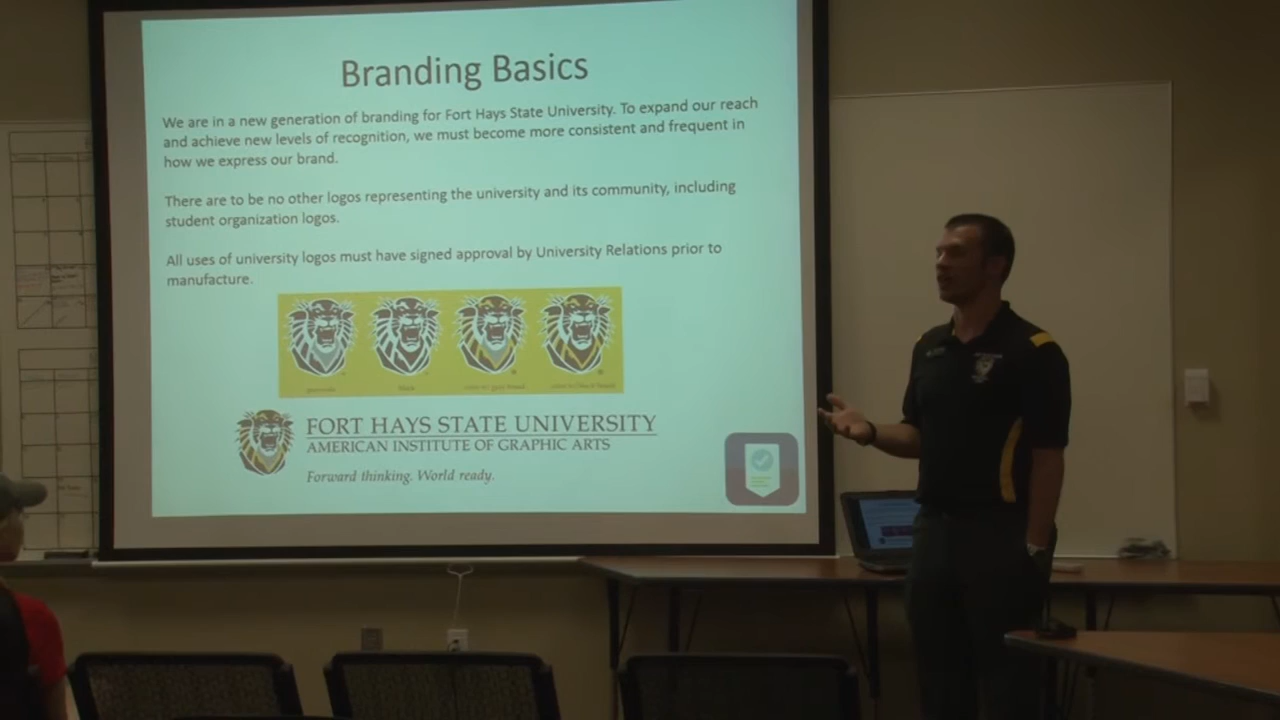 Branding Basics
We are in a new generation of branding for Fort Hays State University. To expand our reach
and achieve new levels of recognition, we must become more consistent and frequent in
how we express our brand.
There are to be no other logos representing the university and its community, including
student organization logos.
All uses of university logos must have signed approval by University Relations prior to
manufacture.
FORT HAYS STATE UNIVERSITY
AMERICAN INSTITUTE OF GRAPHIC ARTS
Forward thinking. World ready.